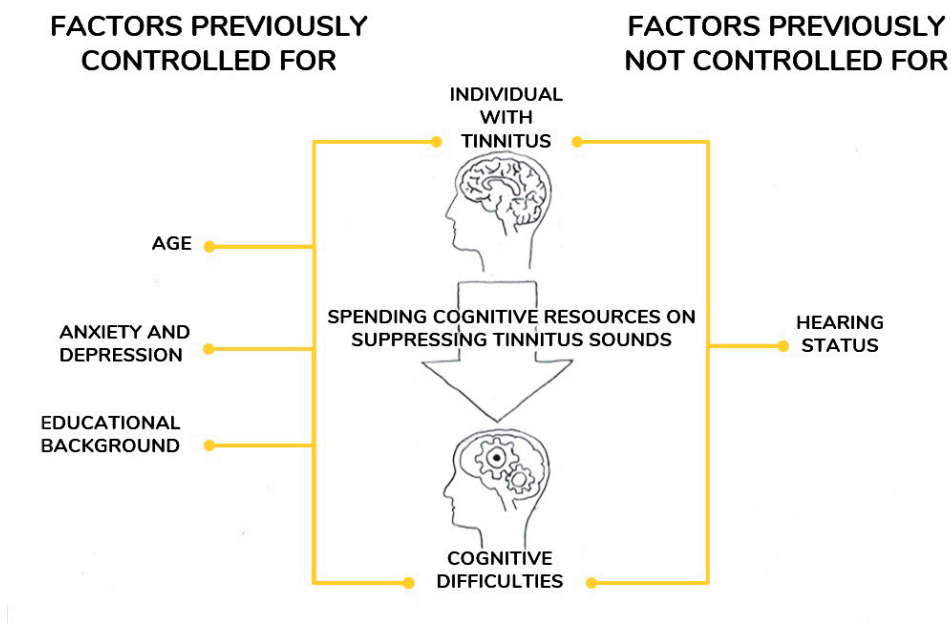 FACTORS PREVIOUSLY
CONTROLLED FOR
FACTORS PREVIOUSLY
NOT CONTROLLED FOR
INDIVIDUAL
WITH
TINNITUS
AGE
SPENDING COGNITIVE RESOURCES ON
SUPPRESSING TINNITUS SOUNDS
ANXIETY AND
DEPRESSION
HEARING
STATUS
EDUCATIONAL
BACKGROUND
COGNITIVE
DIFFICULTIES